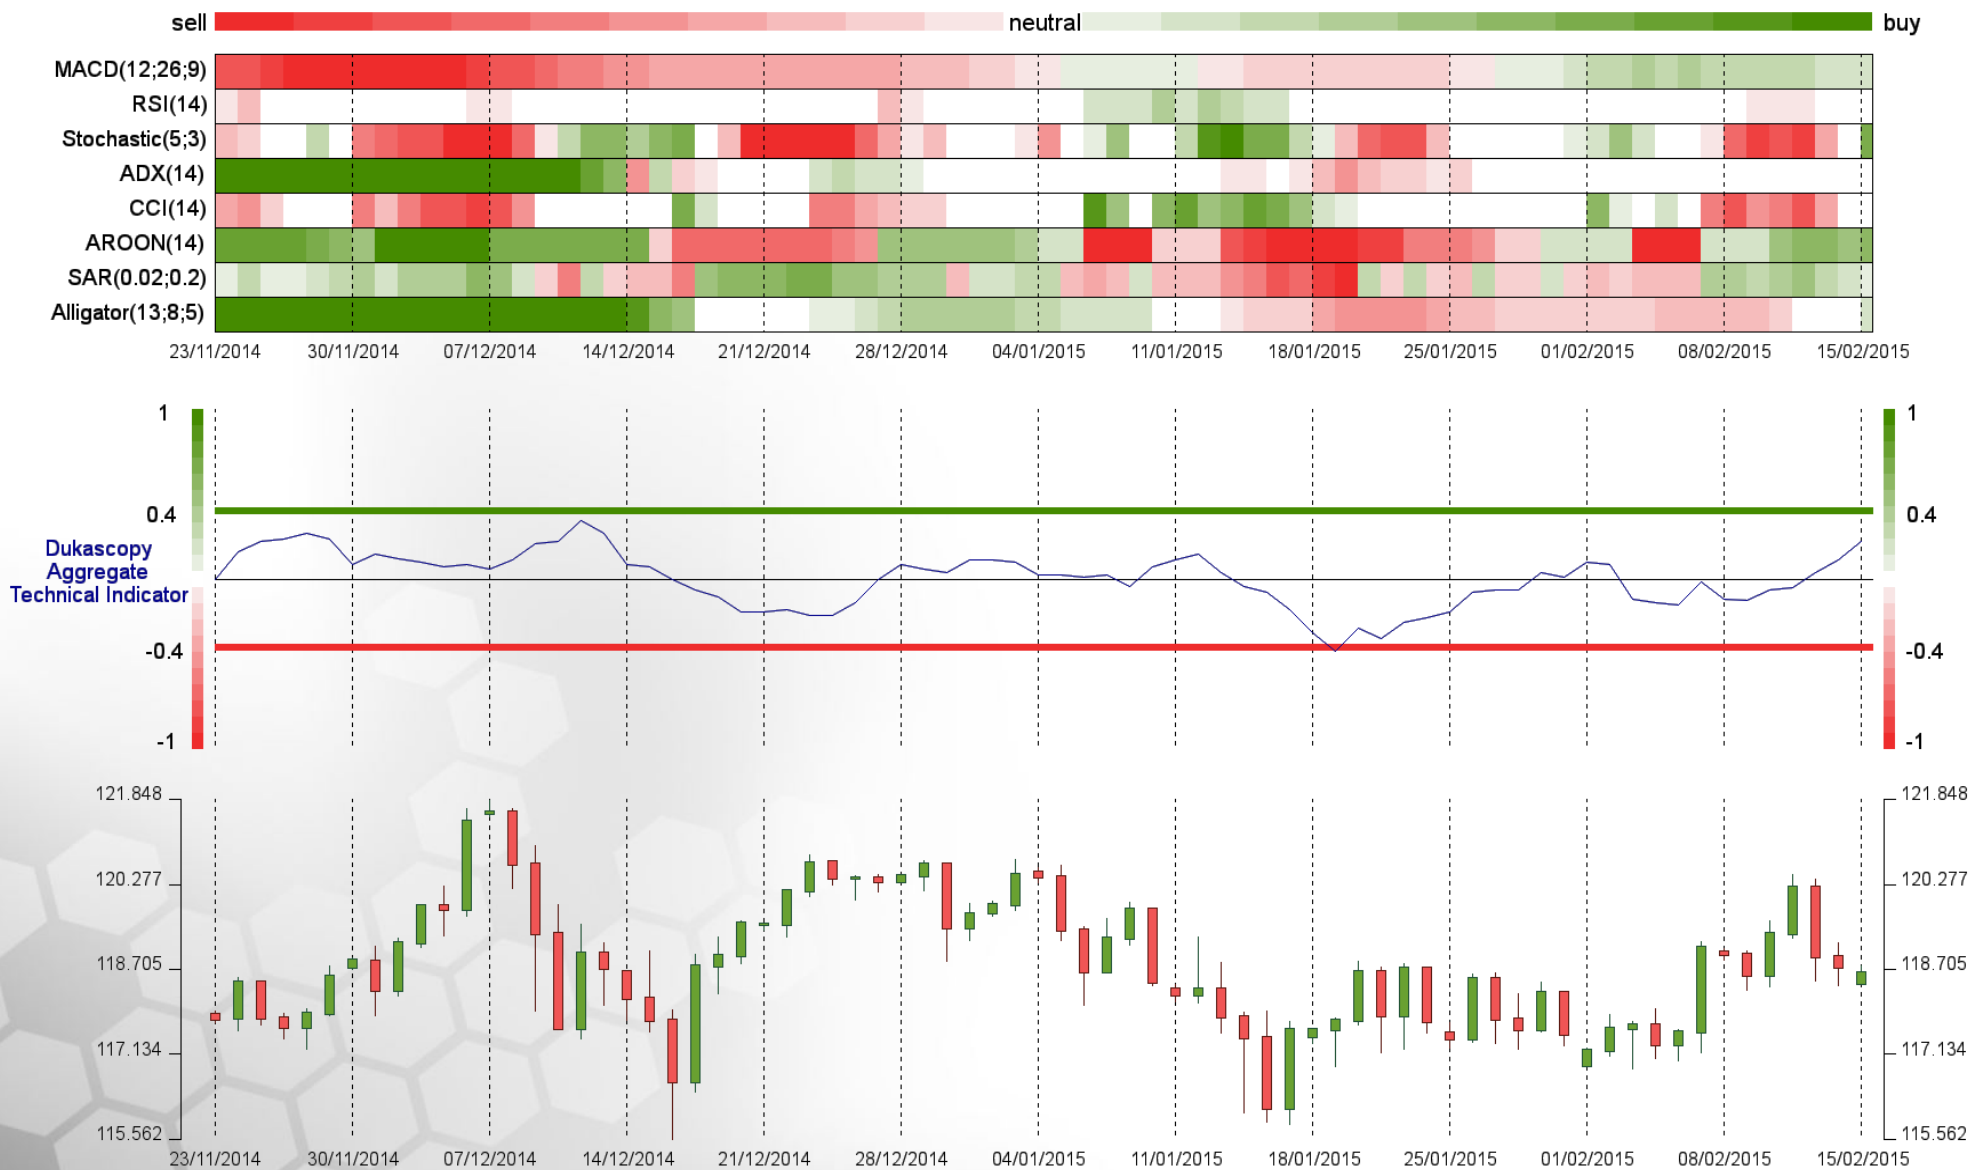 sell neutral buy
MACD(12;26;9)
RSI(14)
Stochastic(5;3)
ADX(14)
CCI(14)
AROON(14)
SAR(0.02;0.2)
Alligator(13;8;5)
23/11/2014 30/11/2014 07/12/2014 14/12/2014 21/12/2014 28/12/2014 04/01/2015 11/01/2015 18/01/2015 25/01/2015 01/02/2015 08/02/2015 15/02/2015
1 1
0.4 0.4
Dukascopy
Aggregate
Technical Indicator
-0.4 -0.4
-1 -1
121.848 121.848
120.277 120.277
118.705 118.705
117.134 117.134
115.562 115.562
23/11/2014 30/11/2014 07/12/2014 14/12/2014 21/12/2014 28/12/2014 04/01/2015 11/01/2015 18/01/2015 25/01/2015 01/02/2015 08/02/2015 15/02/2015